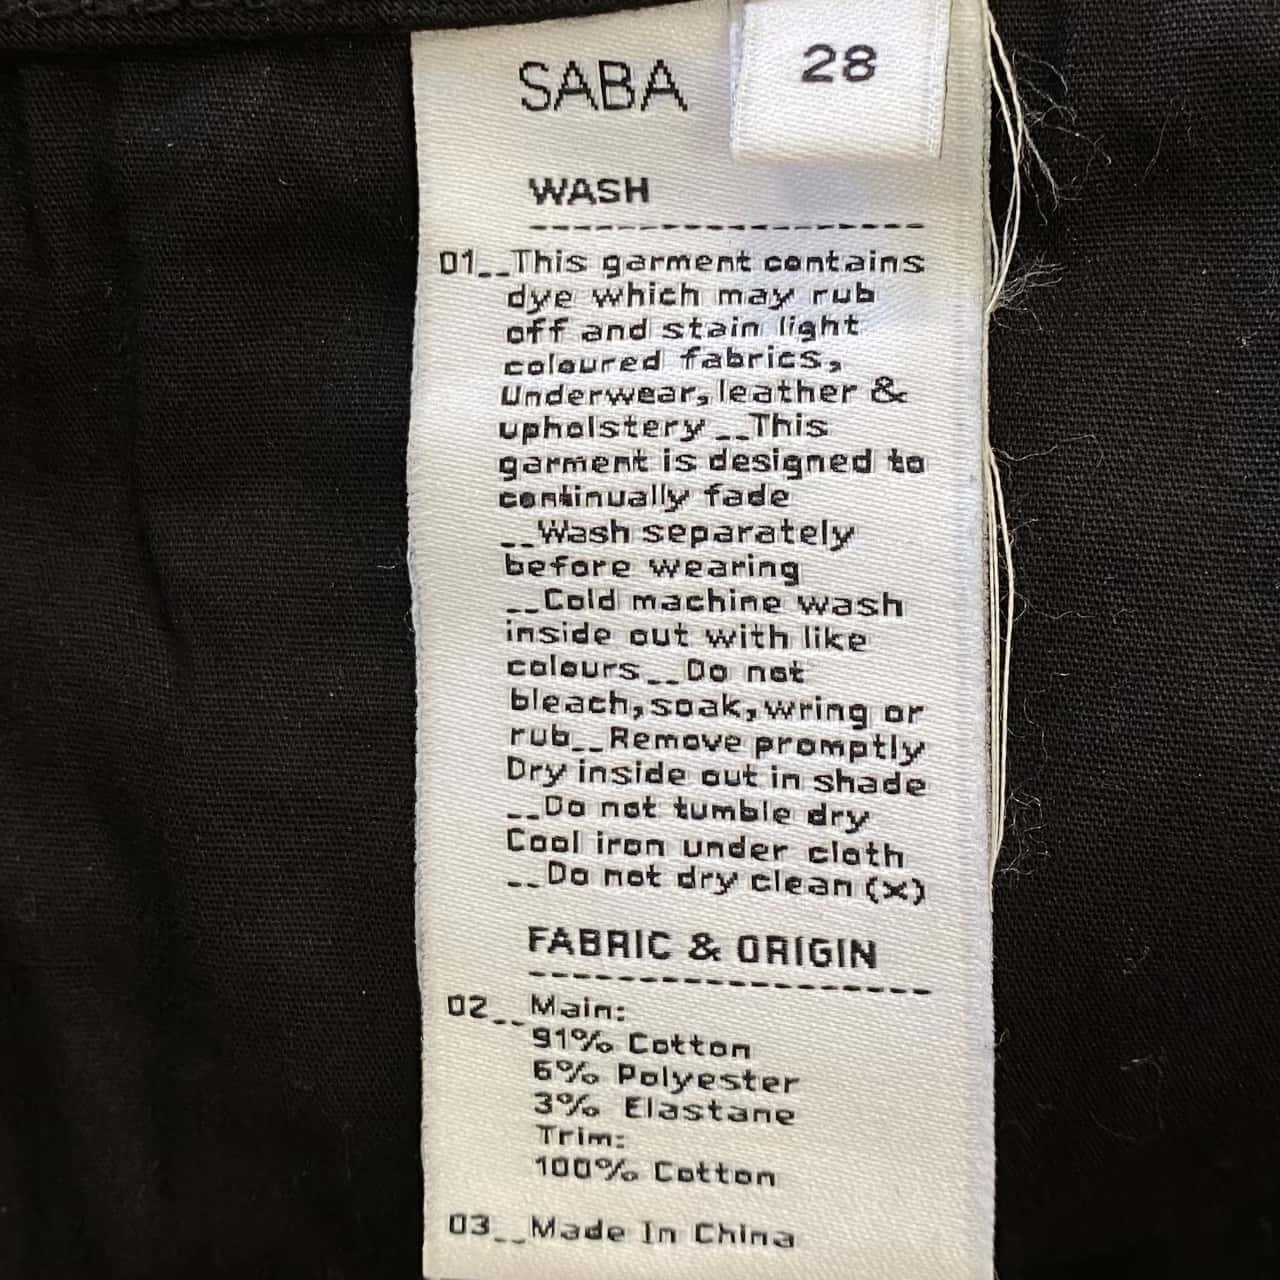 SABA
28
WASH
01__This garment contains
dye which may rub
off and stain light
coloured fabrics,
Underwear, leather &
upholstery __This
garment is designed to
continually fade
__Wash separately
before wearing
__Cold machine wash
inside out with like
colours__Do not
bleach, soak, wring or
rub__Remove promptly
Dry inside out in shade
__Do not tumble dry
Cool iron under cloth
__Do not dry clean (x)
FABRIC & ORIGIN
02__Main:
91% Cotton
6% Polyester
3% Elastane
Trim:
100% Cotton
03__Made In China